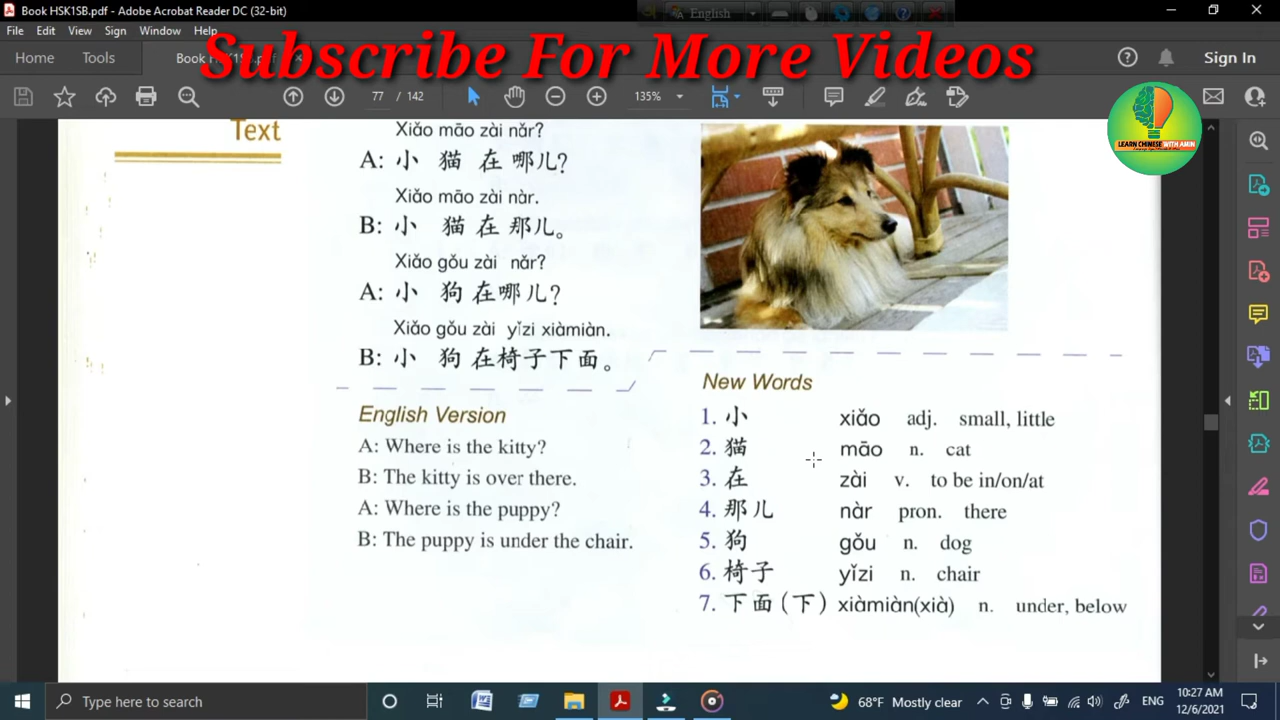 Book HSK1SB.pdf - Adobe Acrobat Reader DC (32-bit)
English
File Edit View Sign Window Help
Subscribe For More Videos
Home Tools Book HSK1SB.pdf Sign In
77 / 142 135%
LEARN CHINESE WITH AMIN
Text
Xiǎo māo zài nǎr?
A: 小 猫 在 哪儿?
Xiǎo māo zài nàr.
B: 小 猫 在 那儿。
Xiǎo gǒu zài nǎr?
A: 小 狗 在哪儿?
Xiǎo gǒu zài yǐzi xiàmiàn.
B: 小 狗 在椅子下面。
English Version
A: Where is the kitty?
B: The kitty is over there.
A: Where is the puppy?
B: The puppy is under the chair.
New Words
1. 小 xiǎo adj. small, little
2. 猫 māo n. cat
3. 在 zài v. to be in/on/at
4. 那儿 nàr pron. there
5. 狗 gǒu n. dog
6. 椅子 yǐzi n. chair
7. 下面(下) xiàmiàn(xià) n. under, below
Type here to search
68°F Mostly clear
ENG
10:27 AM
12/6/2021